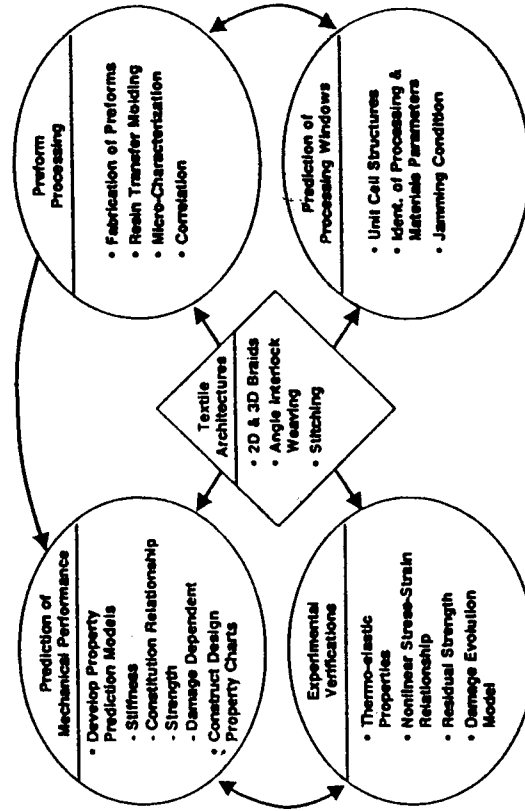 Prediction of
Mechanical Performance
• Develop Property
Prediction Models
- Stiffness
- Constitution Relationship
- Strength
- Damage Dependent
• Construct Design
Property Charts
Preform
Processing
• Fabrication of Preforms
• Resin Transfer Molding
• Micro-Characterization
• Correlation
Textile
Architectures
• 2D & 3D Braids
• Angle Interlock
Weaving
• Stitching
Experimental
Verifications
• Thermo-elastic
Properties
• Nonlinear Stress-Strain
Relationship
• Residual Strength
• Damage Evolution
Model
Prediction of
Processing Windows
• Unit Cell Structures
• Ident. of Processing &
Materials Parameters
• Jamming Condition